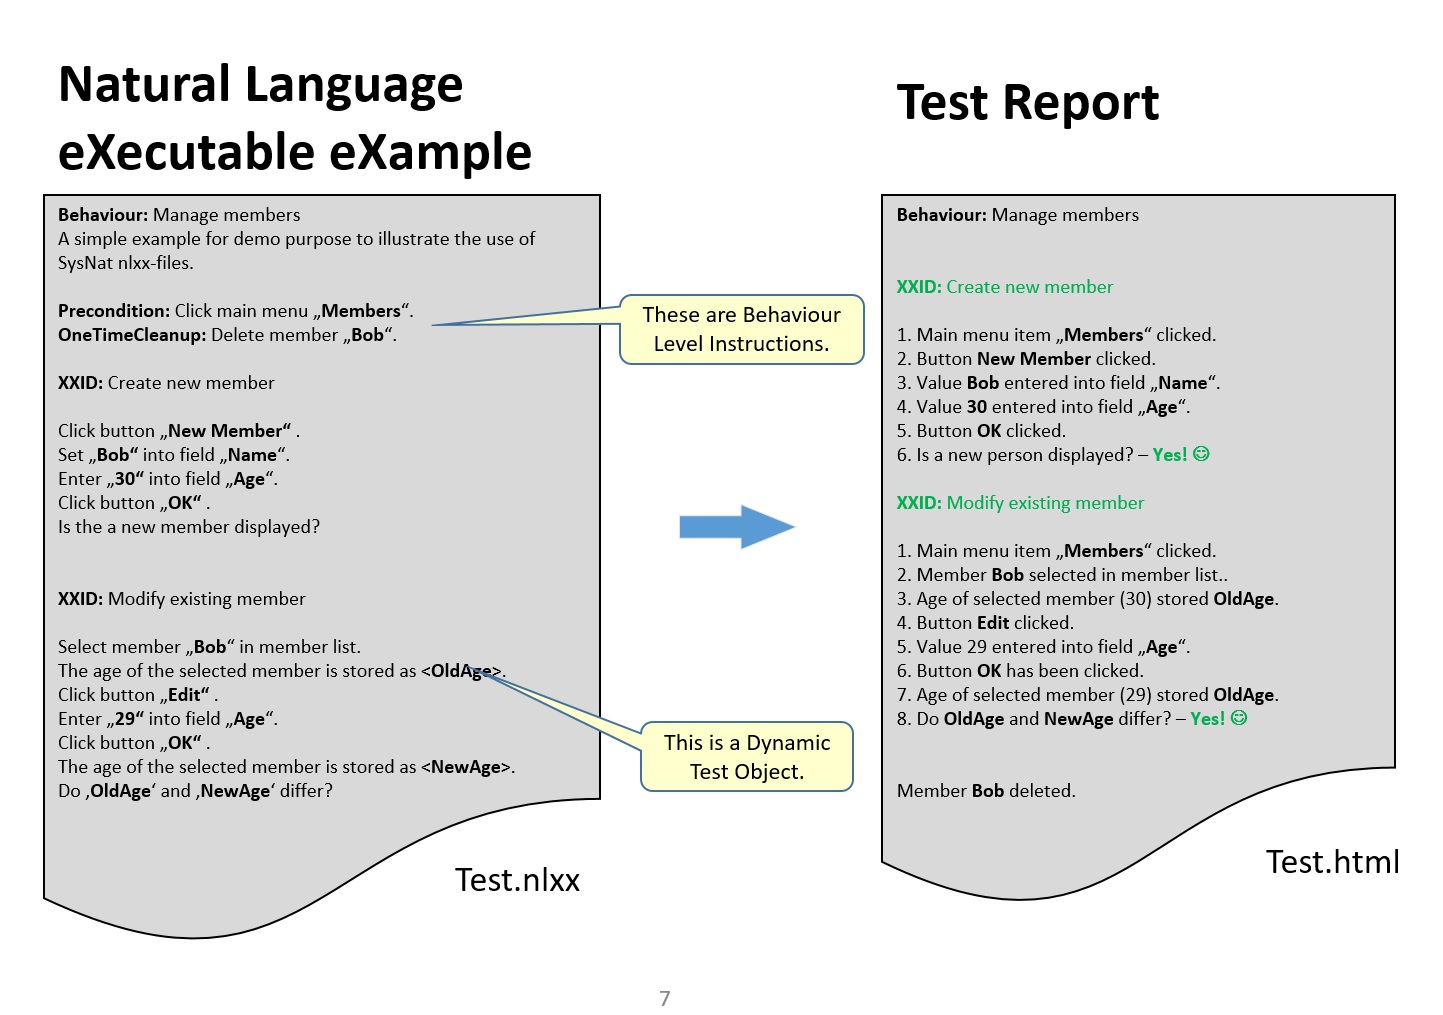 Natural Language
eXecutable eXample
Behaviour: Manage members
A simple example for demo purpose to illustrate the use of
SysNat nlxx-files.
Precondition: Click main menu „Members“.
OneTimeCleanup: Delete member „Bob“.
XXID: Create new member
Click button „New Member“ .
Set „Bob“ into field „Name“.
Enter „30“ into field „Age“.
Click button „OK“ .
Is the a new member displayed?
XXID: Modify existing member
Select member „Bob“ in member list.
The age of the selected member is stored as <OldAge>.
Click button „Edit“ .
Enter „29“ into field „Age“.
Click button „OK“ .
The age of the selected member is stored as <NewAge>.
Do ‚OldAge‘ and ‚NewAge‘ differ?
Test.nlxx
These are Behaviour
Level Instructions.
This is a Dynamic
Test Object.
Test Report
Behaviour: Manage members
XXID: Create new member
1. Main menu item „Members“ clicked.
2. Button New Member clicked.
3. Value Bob entered into field „Name“.
4. Value 30 entered into field „Age“.
5. Button OK clicked.
6. Is a new person displayed? – Yes! ☺
XXID: Modify existing member
1. Main menu item „Members“ clicked.
2. Member Bob selected in member list..
3. Age of selected member (30) stored OldAge.
4. Button Edit clicked.
5. Value 29 entered into field „Age“.
6. Button OK has been clicked.
7. Age of selected member (29) stored OldAge.
8. Do OldAge and NewAge differ? – Yes! ☺
Member Bob deleted.
Test.html
7